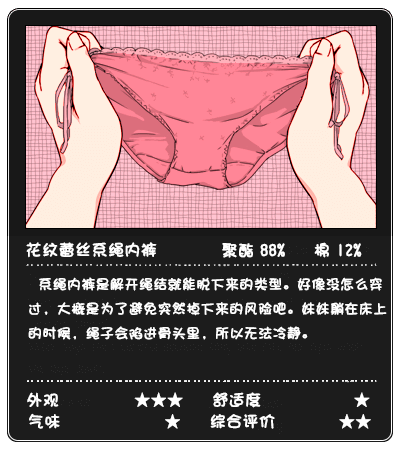 花纹蕾丝系绳内裤 聚酯 88% 棉 12%
系绳内裤是解开绳结就能脱下来的类型。好像没怎么穿
过，大概是为了避免突然掉下来的风险吧。妹妹躺在床上
的时候，绳子会陷进骨头里，所以无法冷静。
外观 ★★★ 舒适度 ★
气味 ★ 综合评价 ★★